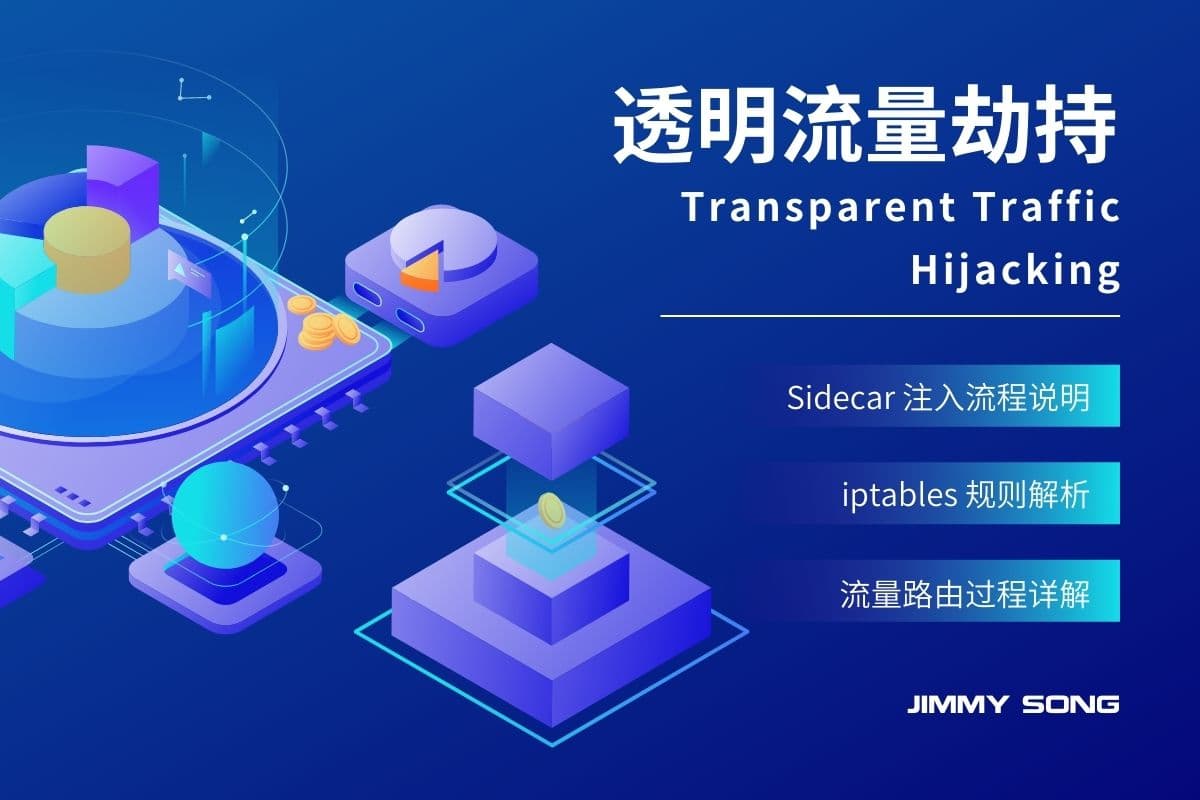 透明流量劫持
Transparent Traffic
Hijacking
Sidecar 注入流程说明
iptables 规则解析
流量路由过程详解
JIMMY SONG